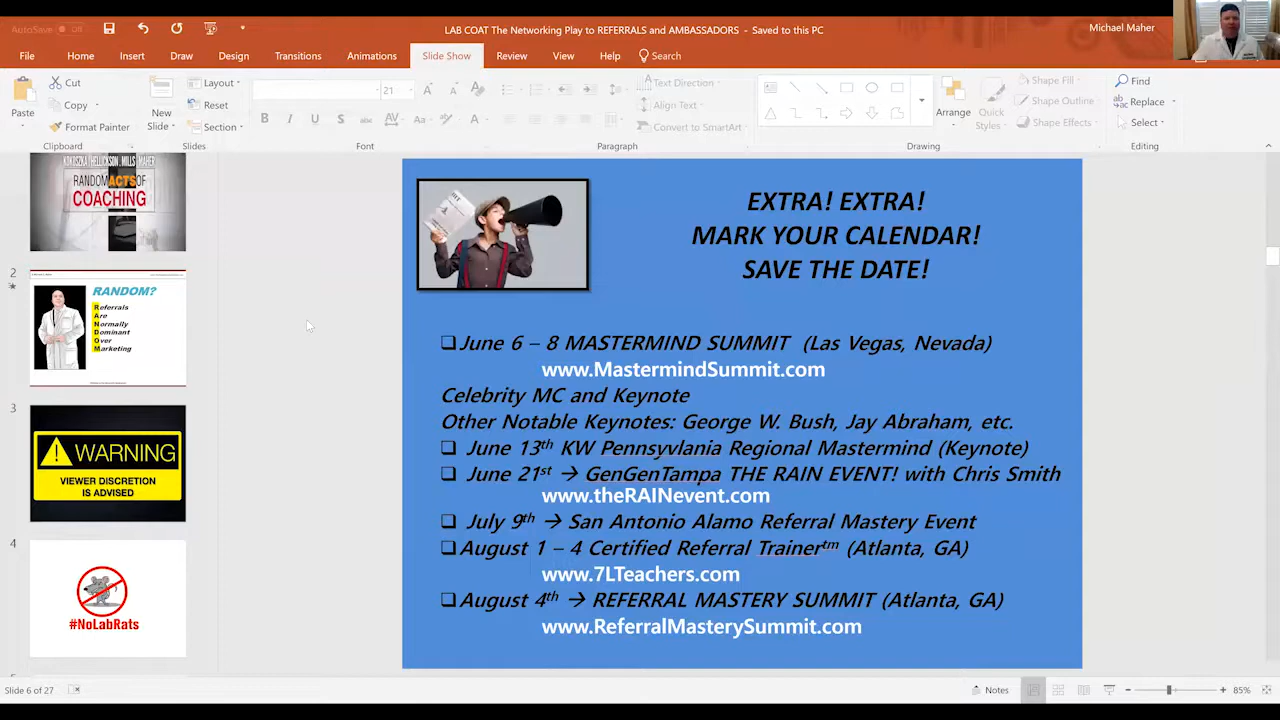 AutoSave Off
LAB COAT The Networking Play to REFERRALS and AMBASSADORS - Saved to this PC
Michael Maher
File Home Insert Draw Design Transitions Animations Slide Show Review View Help Search
Cut
Copy
Format Painter
Paste
Clipboard
New
Slide
Layout
Reset
Section
Slides
21
Font
Text Direction
Align Text
Convert to SmartArt
Paragraph
Arrange
Quick
Styles
Shape Fill
Shape Outline
Shape Effects
Drawing
Find
Replace
Select
Editing
KOKOSZKA HELLICKSON MILLS MAHER
RANDOM ACTS OF
COACHING
2
RANDOM?
Referrals
Are
Normally
Dominant
Over
Marketing
3
WARNING
VIEWER DISCRETION
IS ADVISED
4
#NoLabRats
EXTRA! EXTRA!
MARK YOUR CALENDAR!
SAVE THE DATE!
June 6 – 8 MASTERMIND SUMMIT (Las Vegas, Nevada)
www.MastermindSummit.com
Celebrity MC and Keynote
Other Notable Keynotes: George W. Bush, Jay Abraham, etc.
June 13th KW Pennsyvlania Regional Mastermind (Keynote)
June 21st → GenGenTampa THE RAIN EVENT! with Chris Smith
www.theRAINevent.com
July 9th → San Antonio Alamo Referral Mastery Event
August 1 – 4 Certified Referral Trainertm (Atlanta, GA)
www.7LTeachers.com
August 4th → REFERRAL MASTERY SUMMIT (Atlanta, GA)
www.ReferralMasterySummit.com
Slide 6 of 27
Notes
85%